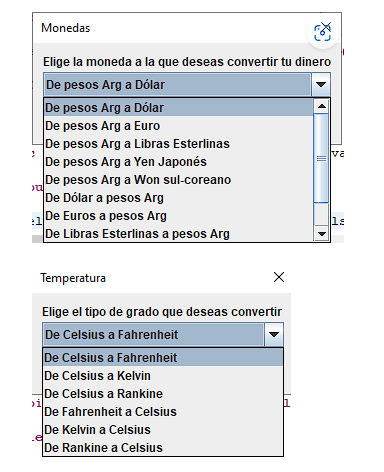 Monedas
Elige la moneda a la que deseas convertir tu dinero
De pesos Arg a Dólar
De pesos Arg a Dólar
De pesos Arg a Euro
De pesos Arg a Libras Esterlinas
De pesos Arg a Yen Japonés
De pesos Arg a Won sul-coreano
De Dólar a pesos Arg
De Euros a pesos Arg
De Libras Esterlinas a pesos Arg
Temperatura
Elige el tipo de grado que deseas convertir
De Celsius a Fahrenheit
De Celsius a Fahrenheit
De Celsius a Kelvin
De Celsius a Rankine
De Fahrenheit a Celsius
De Kelvin a Celsius
De Rankine a Celsius